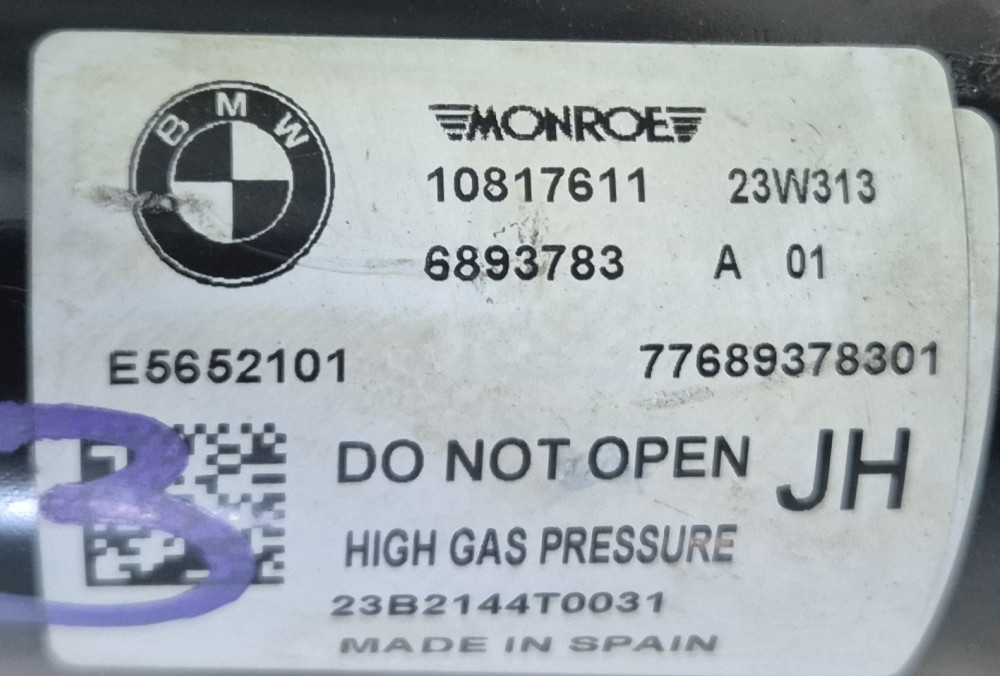 BMW
MONROE
10817611 23W313
6893783 A 01
E5652101 77689378301
DO NOT OPEN JH
HIGH GAS PRESSURE
23B2144T0031
MADE IN SPAIN
3